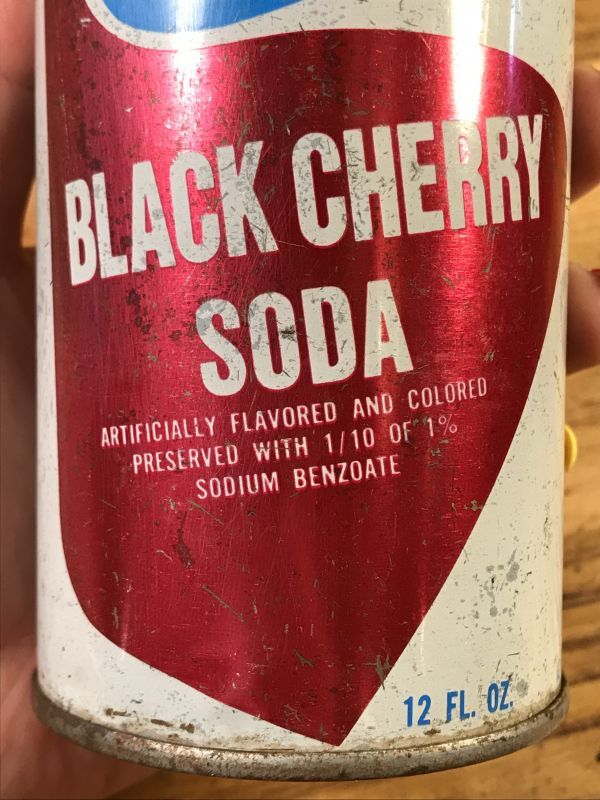 BLACK CHERRY
SODA
ARTIFICIALLY FLAVORED AND COLORED
PRESERVED WITH 1/10 OF 1%
SODIUM BENZOATE
12 FL. OZ.